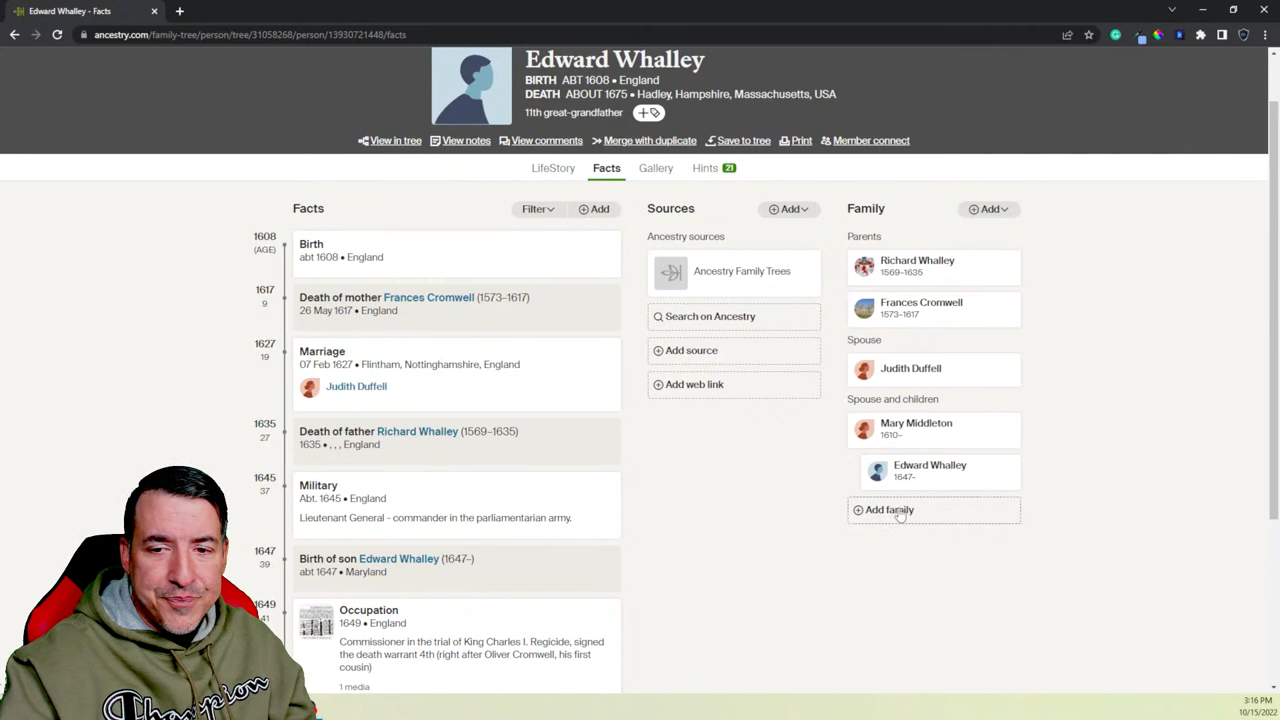 Edward Whalley - Facts
ancestry.com/family-tree/person/tree/31058268/person/13930721448/facts
Edward Whalley
BIRTH ABT 1608 • England
DEATH ABOUT 1675 • Hadley, Hampshire, Massachusetts, USA
11th great-grandfather
View in tree View notes View comments Merge with duplicate Save to tree Print Member connect
LifeStory Facts Gallery Hints 21
Facts Filter Add
1608
(AGE)
Birth
abt 1608 • England
1617
9
Death of mother Frances Cromwell (1573–1617)
26 May 1617 • England
1627
19
Marriage
07 Feb 1627 • Flintham, Nottinghamshire, England
Judith Duffell
1635
27
Death of father Richard Whalley (1569–1635)
1635 • , , , England
1645
37
Military
Abt. 1645 • England
Lieutenant General - commander in the parliamentarian army.
1647
39
Birth of son Edward Whalley (1647-)
abt 1647 • Maryland
1649
41
Occupation
1649 • England
Commissioner in the trial of King Charles I. Regicide, signed
the death warrant 4th (right after Oliver Cromwell, his first
cousin)
1 media
Sources Add
Ancestry sources
Ancestry Family Trees
Search on Ancestry
Add source
Add web link
Family Add
Parents
Richard Whalley
1569–1635
Frances Cromwell
1573–1617
Spouse
Judith Duffell
Spouse and children
Mary Middleton
1610–
Edward Whalley
1647-
Add family
Champion
3:16 PM
10/15/2022